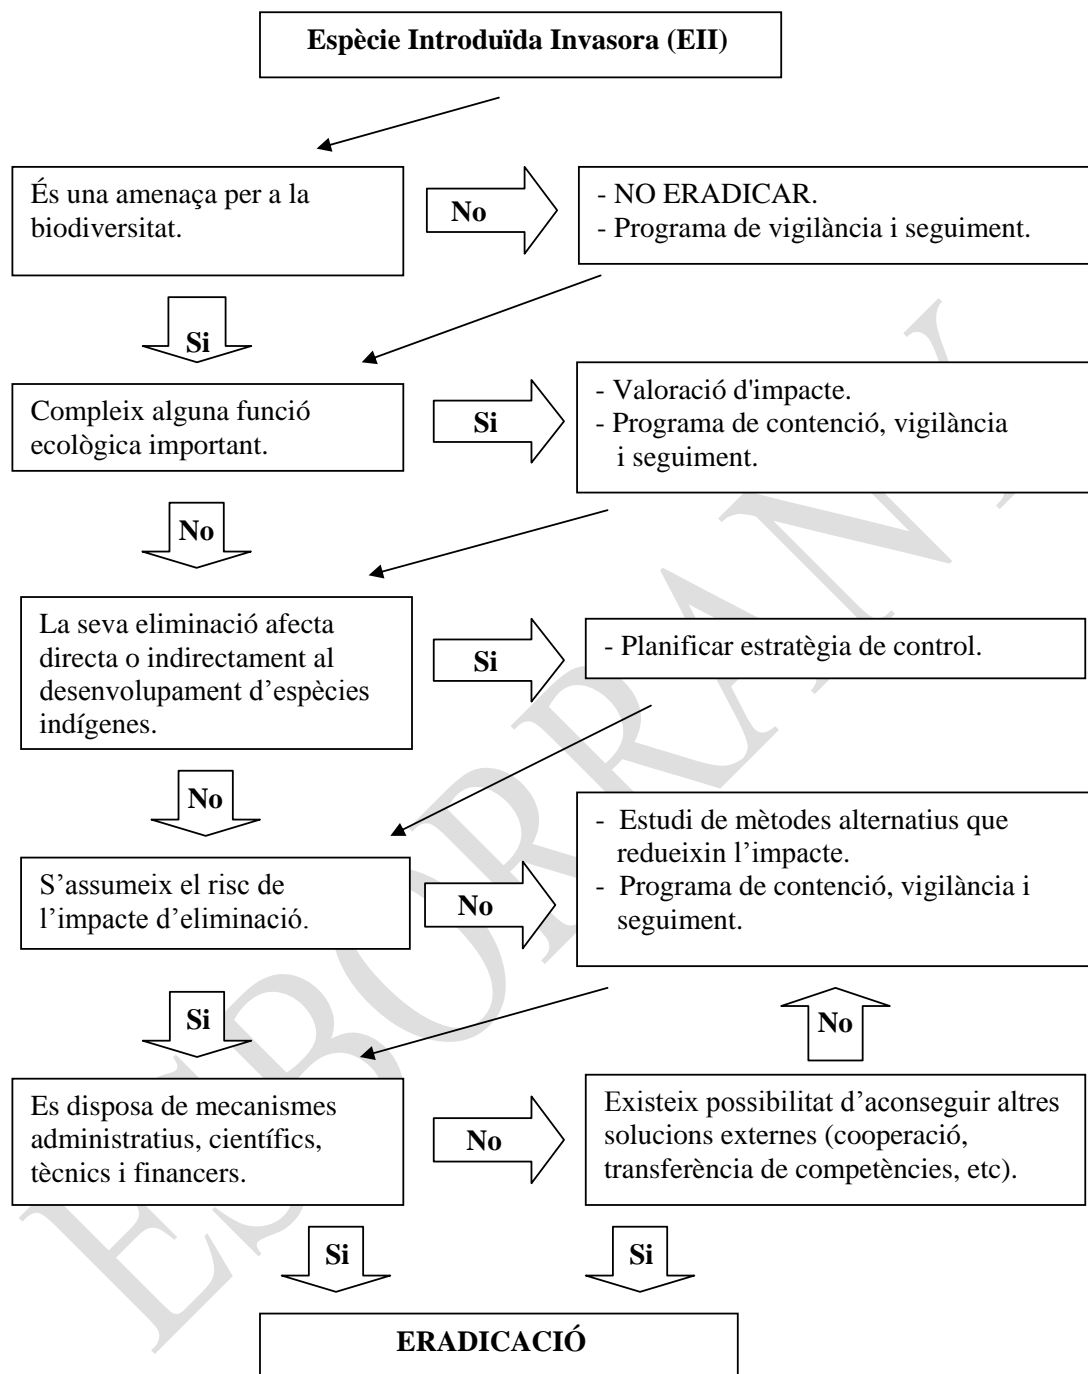 Espècie Introduïda Invasora (EII)
És una amenaça per a la
biodiversitat.
No
- NO ERADICAR.
- Programa de vigilància i seguiment.
Si
Compleix alguna funció
ecològica important.
Si
- Valoració d'impacte.
- Programa de contenció, vigilància
i seguiment.
No
La seva eliminació afecta
directa o indirectament al
desenvolupament d’espècies
indígenes.
Si
- Planificar estratègia de control.
No
S’assumeix el risc de
l’impacte d’eliminació.
No
- Estudi de mètodes alternatius que
redueixin l’impacte.
- Programa de contenció, vigilància i
seguiment.
Si
No
Es disposa de mecanismes
administratius, científics,
tècnics i financers.
No
Existeix possibilitat d’aconseguir altres
solucions externes (cooperació,
transferència de competències, etc).
Si
Si
ERADICACIÓ
ESBORRANY